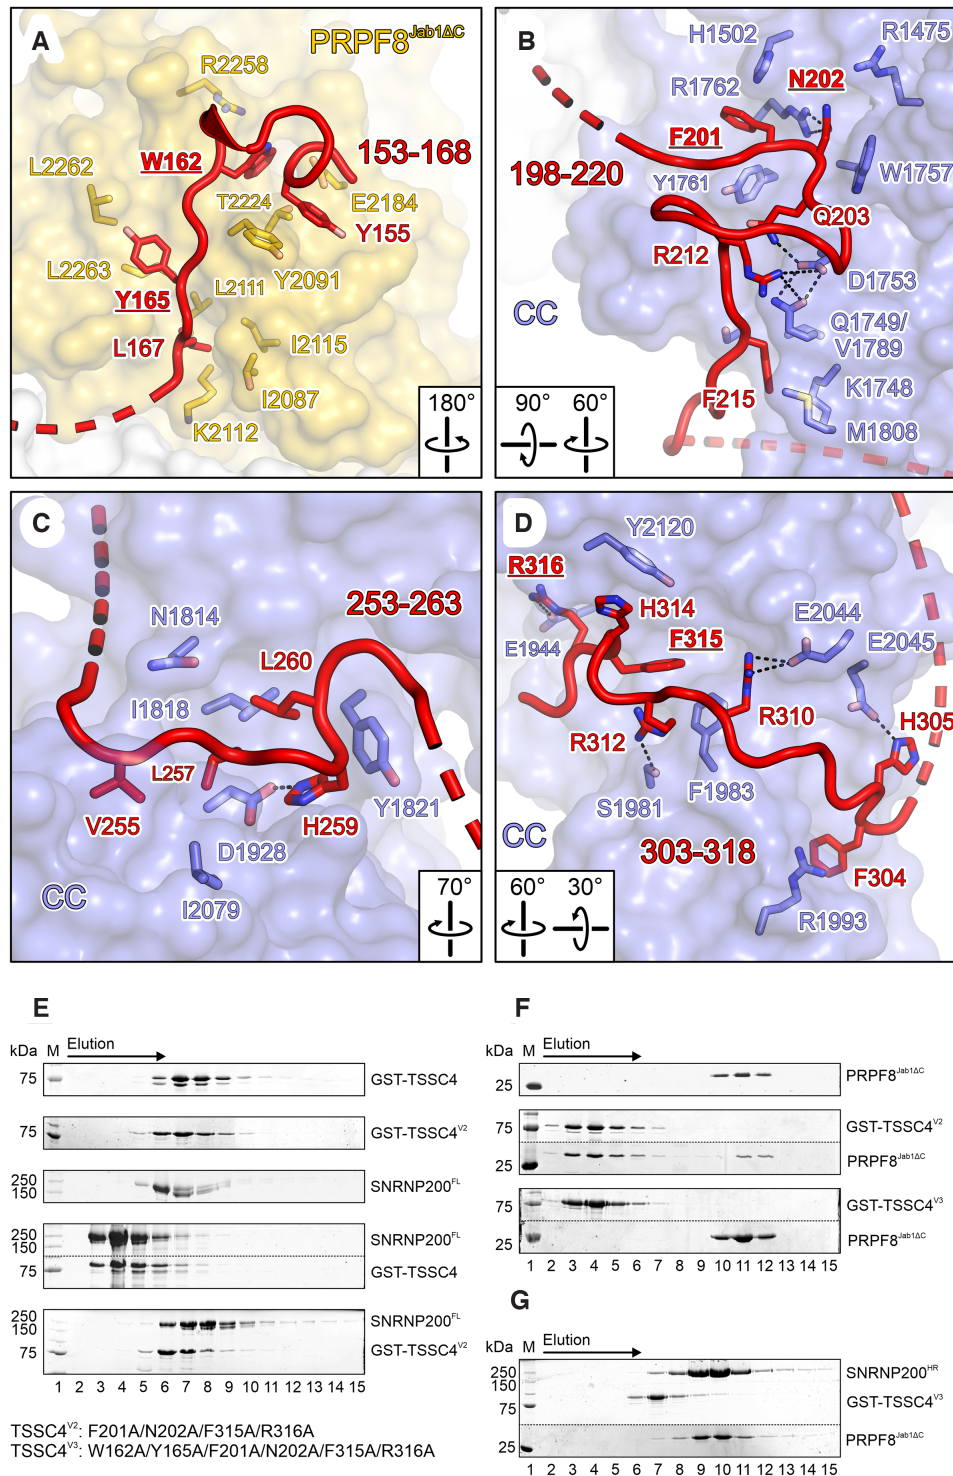 A
PRPF8Jab1ΔC
R2258
W162
153-168
L2262
T2224
E2184
Y155
L2263
L2111
Y2091
Y165
L167
I2115
I2087
K2112
180°
B
H1502
R1475
R1762
N202
F201
198-220
Y1761
W1757
Q203
R212
D1753
CC
Q1749/
V1789
K1748
F215
M1808
90° 60°
C
253-263
N1814
L260
I1818
L257
V255
Y1821
H259
D1928
CC
I2079
70°
D
Y2120
R316
H314
E2044
F315
E1944
E2045
R310
H305
R312
S1981
F1983
CC
303-318
F304
R1993
60° 30°
E
kDa M Elution
75 GST-TSSC4
75 GST-TSSC4V2
250 SNRNP200FL
150
250 SNRNP200FL
150
75 GST-TSSC4
250 SNRNP200FL
150
75 GST-TSSC4V2
1 2 3 4 5 6 7 8 9 10 11 12 13 14 15
TSSC4V2: F201A/N202A/F315A/R316A
TSSC4V3: W162A/Y165A/F201A/N202A/F315A/R316A
F
kDa M Elution
25 PRPF8Jab1ΔC
75 GST-TSSC4V2
25 PRPF8Jab1ΔC
75 GST-TSSC4V3
25 PRPF8Jab1ΔC
1 2 3 4 5 6 7 8 9 10 11 12 13 14 15
G
kDa M Elution
250 SNRNP200HR
150
75 GST-TSSC4V3
25 PRPF8Jab1ΔC
1 2 3 4 5 6 7 8 9 10 11 12 13 14 15